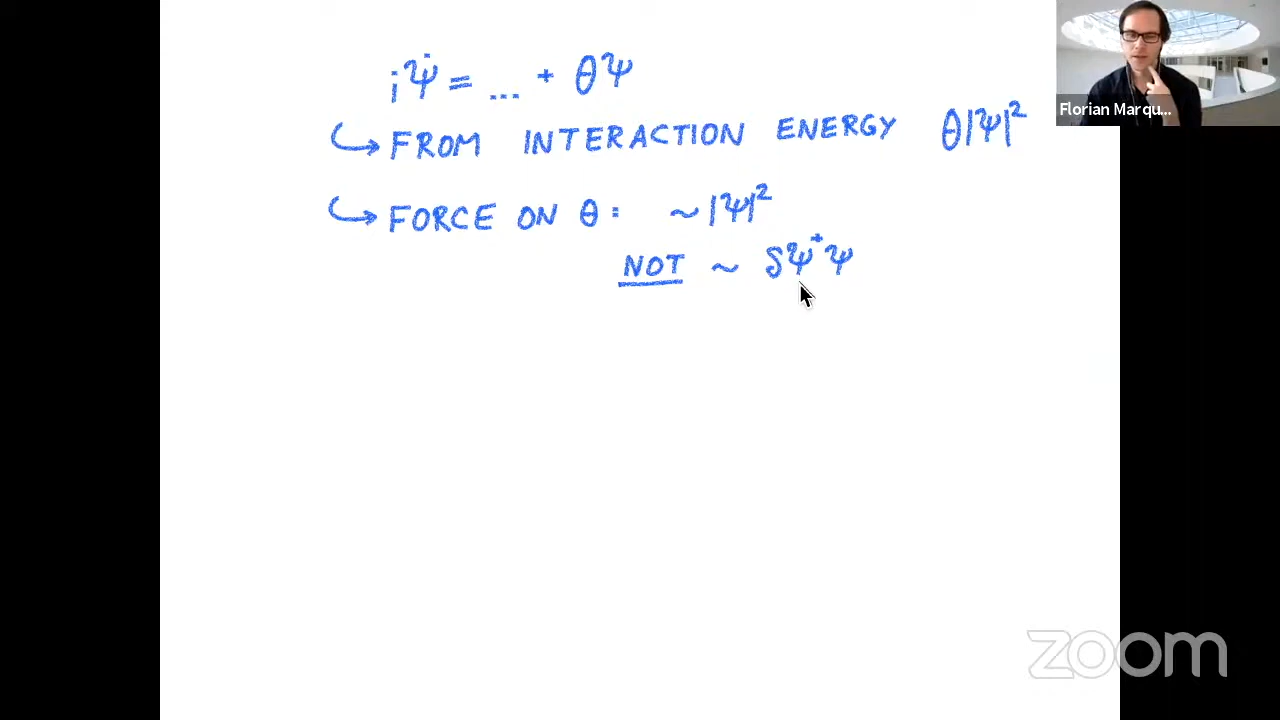 iΨ̇ = ... + θΨ
↪ FROM INTERACTION ENERGY θ|Ψ|²
↪ FORCE ON θ: ~|Ψ|²
NOT ~ δΨ⁺Ψ
Florian Marqu...
zoom